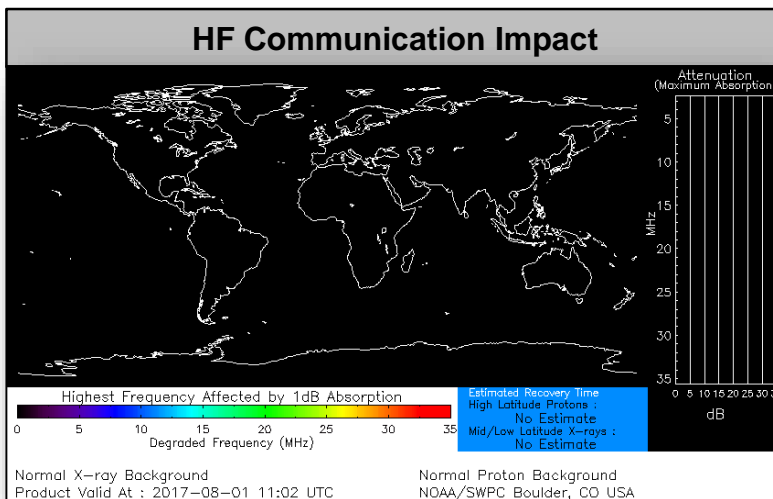 HF Communication Impact
Attenuation
(Maximum Absorption
5
10
15
20
25
30
35
MHz
0 5 10 15 20 25 30
dB
Highest Frequency Affected by 1dB Absorption
0 5 10 15 20 25 30 35
Degraded Frequency (MHz)
Estimated Recovery Time
High Latitude Protons :
No Estimate
Mid/Low Latitude X-rays :
No Estimate
Normal X-ray Background
Product Valid At : 2017-08-01 11:02 UTC
Normal Proton Background
NOAA/SWPC Boulder, CO USA